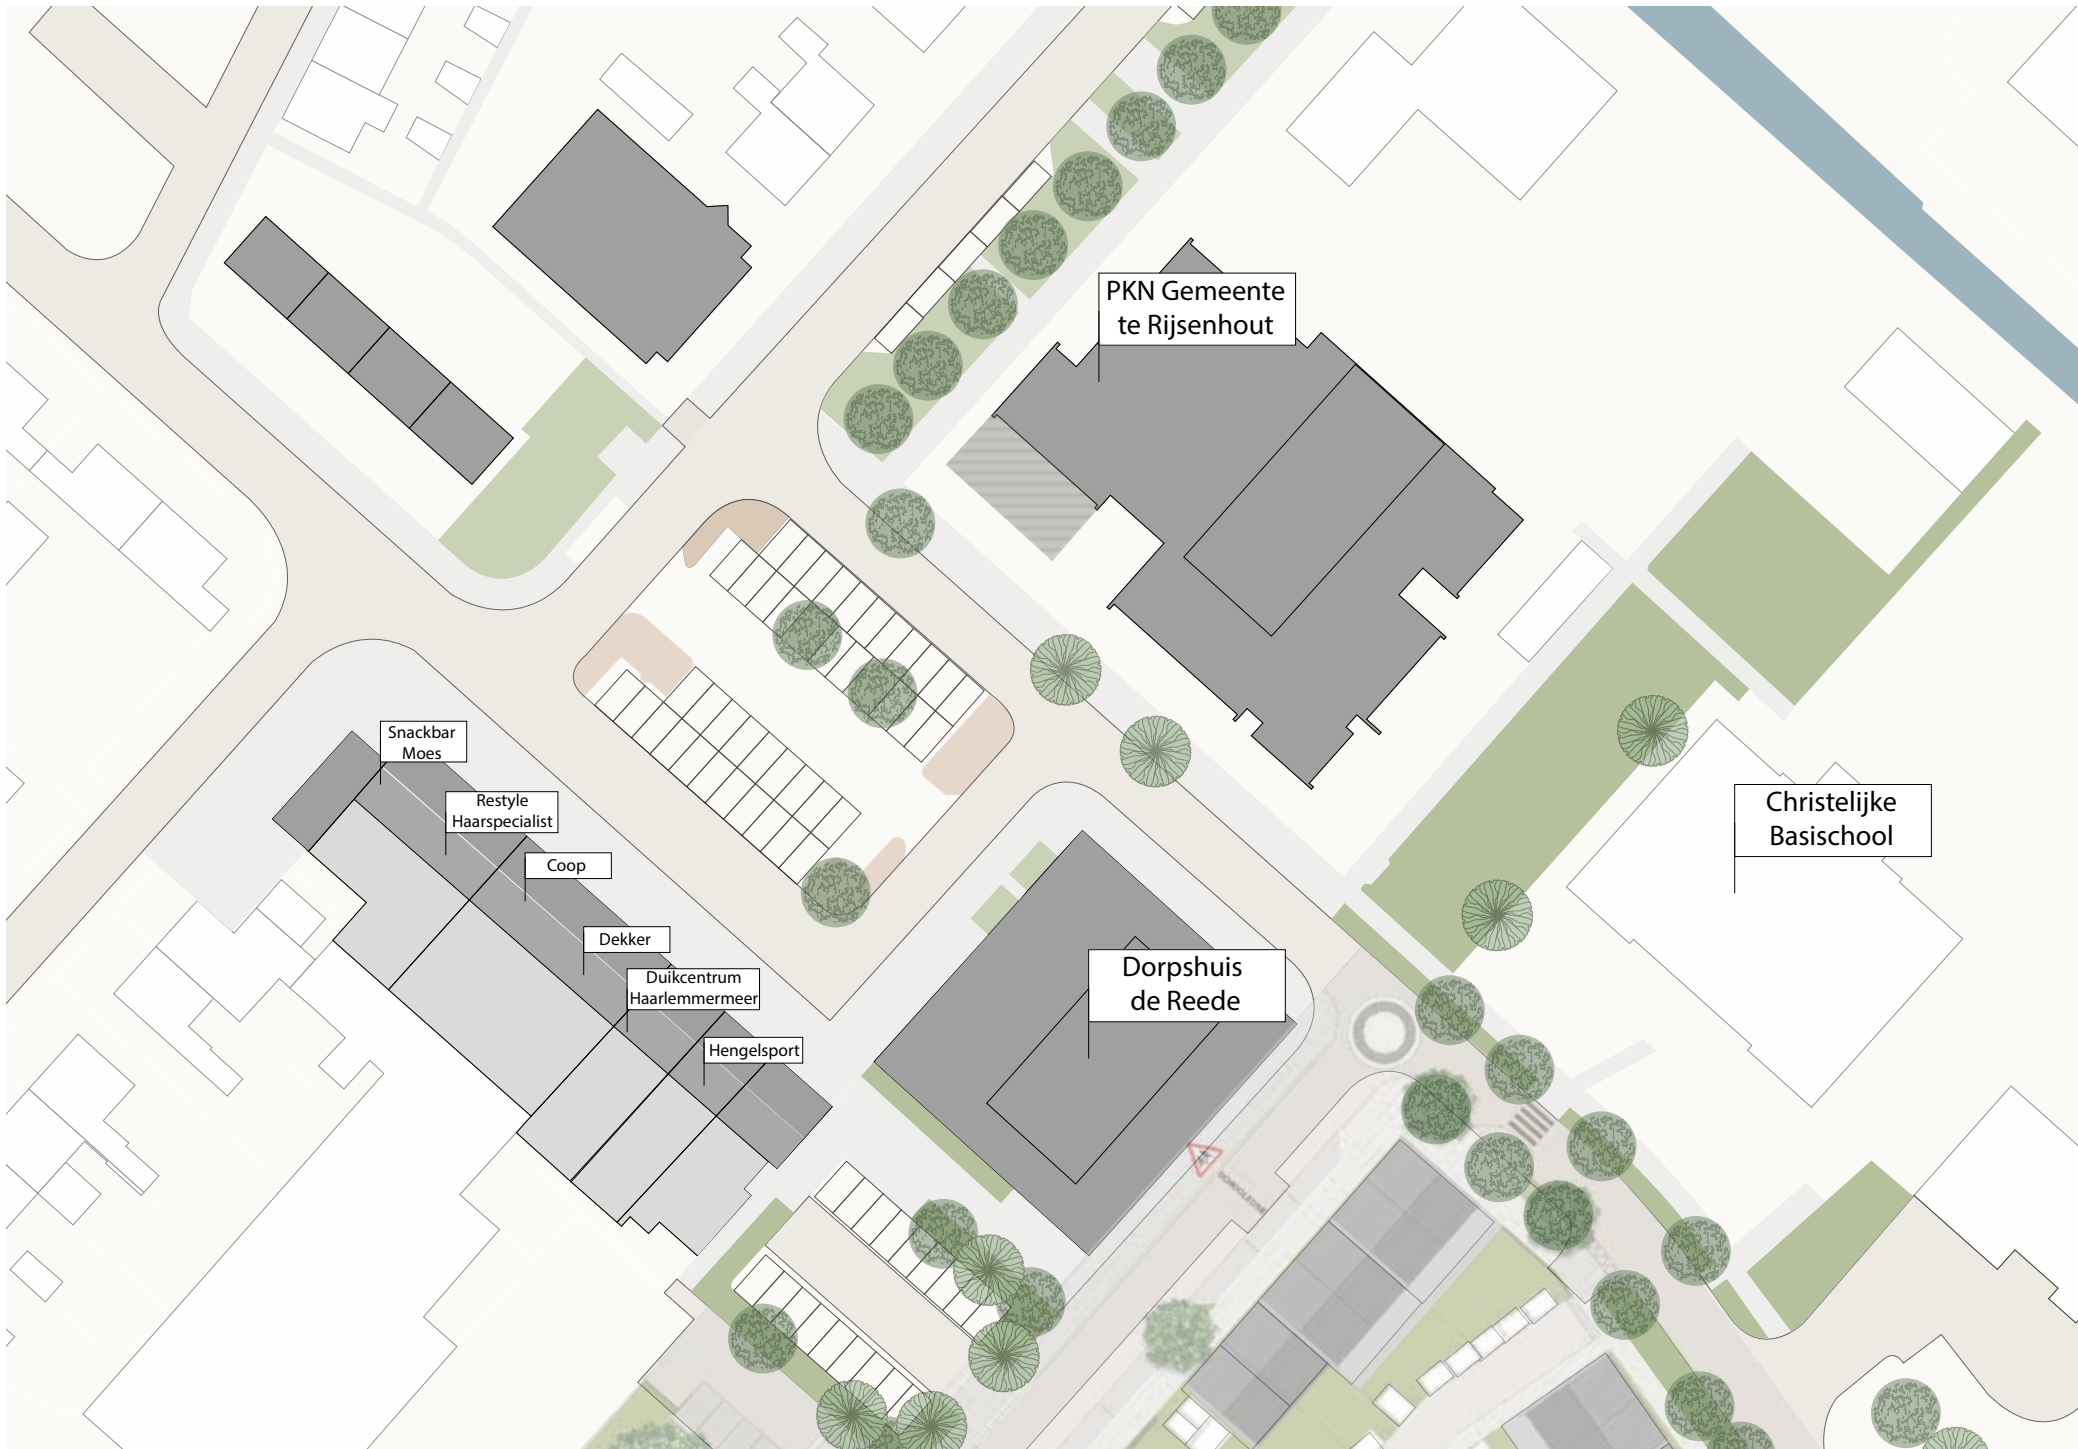 PKN Gemeente
te Rijsenhout
Snackbar
Moes
Restyle
Haarspecialist
Coop
Dekker
Duikcentrum
Haarlemmermeer
Hengelsport
Dorpshuis
de Reede
Christelijke
Basischool